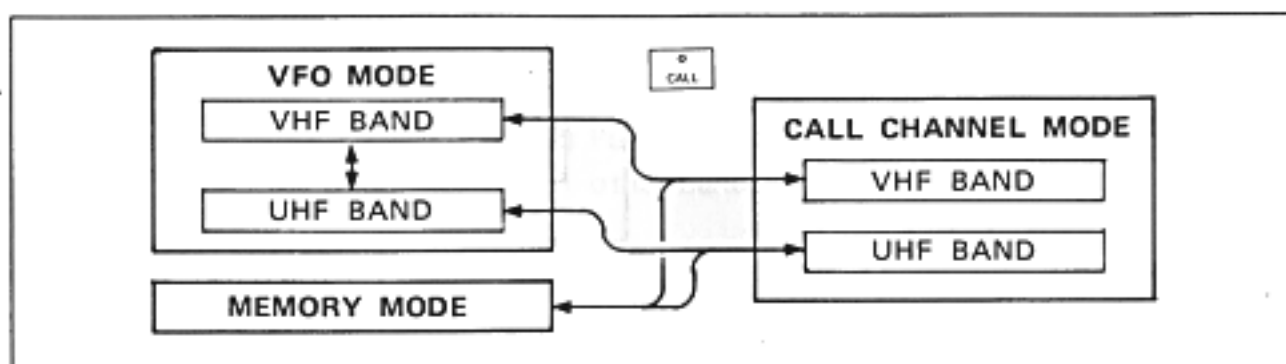 VFO MODE
VHF BAND
UHF BAND
MEMORY MODE
CALL
CALL CHANNEL MODE
VHF BAND
UHF BAND